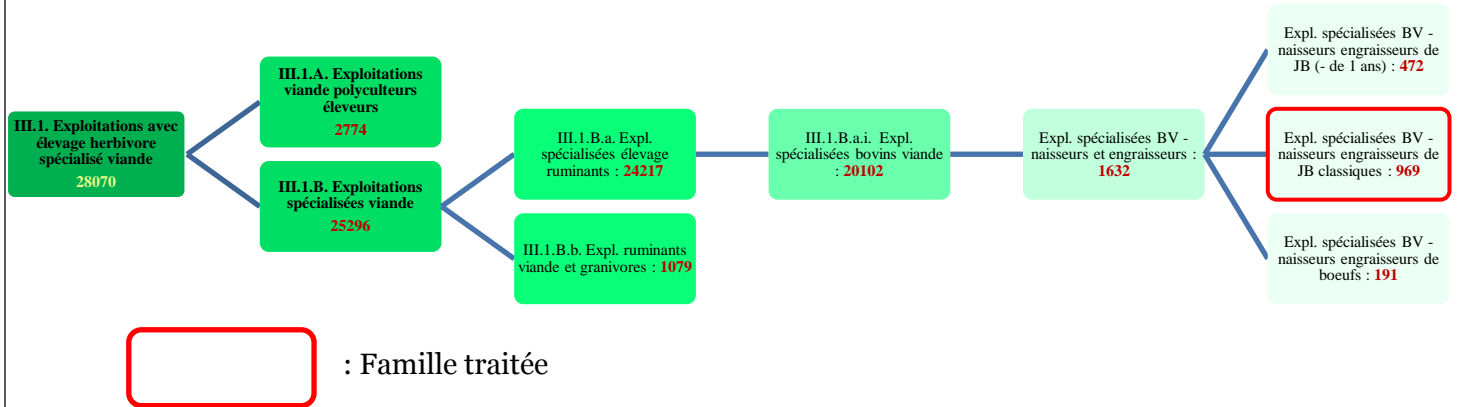 III.1. Exploitations avec
élevage herbivore
spécialisé viande
28070
III.1.A. Exploitations
viande polyculteurs
éleveurs
2774
III.1.B. Exploitations
spécialisées viande
25296
III.1.B.a. Expl.
spécialisées élevage
ruminants : 24217
III.1.B.b. Expl. ruminants
viande et granivores : 1079
III.1.B.a.i. Expl.
spécialisées bovins viande
: 20102
Expl. spécialisées BV -
naisseurs et engraisseurs :
1632
Expl. spécialisées BV -
naisseurs engraisseurs de
JB (- de 1 ans) : 472
Expl. spécialisées BV -
naisseurs engraisseurs de
JB classiques : 969
Expl. spécialisées BV -
naisseurs engraisseurs de
boeufs : 191
: Famille traitée